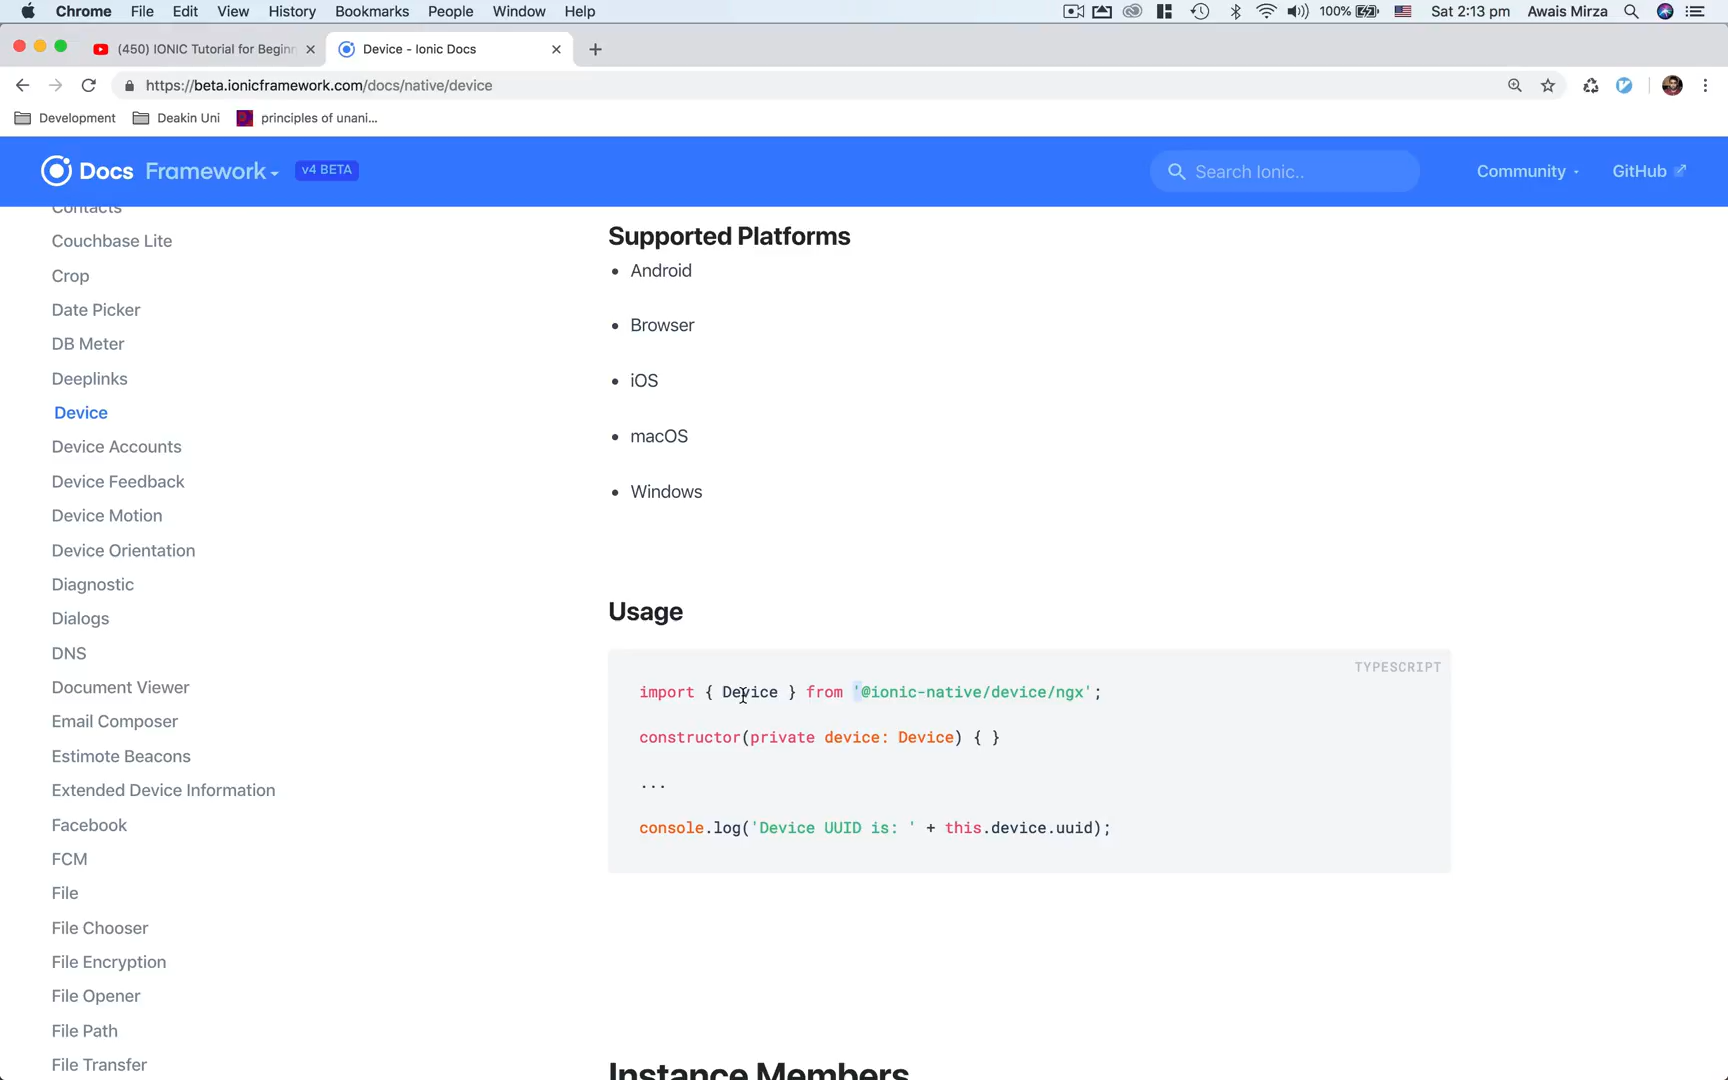 Chrome File Edit View History Bookmarks People Window Help 100% Sat 2:13 pm Awais Mirza
(450) IONIC Tutorial for Beginn Device - Ionic Docs
https://beta.ionicframework.com/docs/native/device
Development Deakin Uni principles of unani...
Docs Framework v4 BETA Search Ionic.. Community GitHub
Contacts
Couchbase Lite
Crop
Date Picker
DB Meter
Deeplinks
Device
Device Accounts
Device Feedback
Device Motion
Device Orientation
Diagnostic
Dialogs
DNS
Document Viewer
Email Composer
Estimote Beacons
Extended Device Information
Facebook
FCM
File
File Chooser
File Encryption
File Opener
File Path
File Transfer
Supported Platforms
• Android
• Browser
• iOS
• macOS
• Windows
Usage
TYPESCRIPT
import { Device } from '@ionic-native/device/ngx';
constructor(private device: Device) { }
...
console.log('Device UUID is: ' + this.device.uuid);
Instance Members